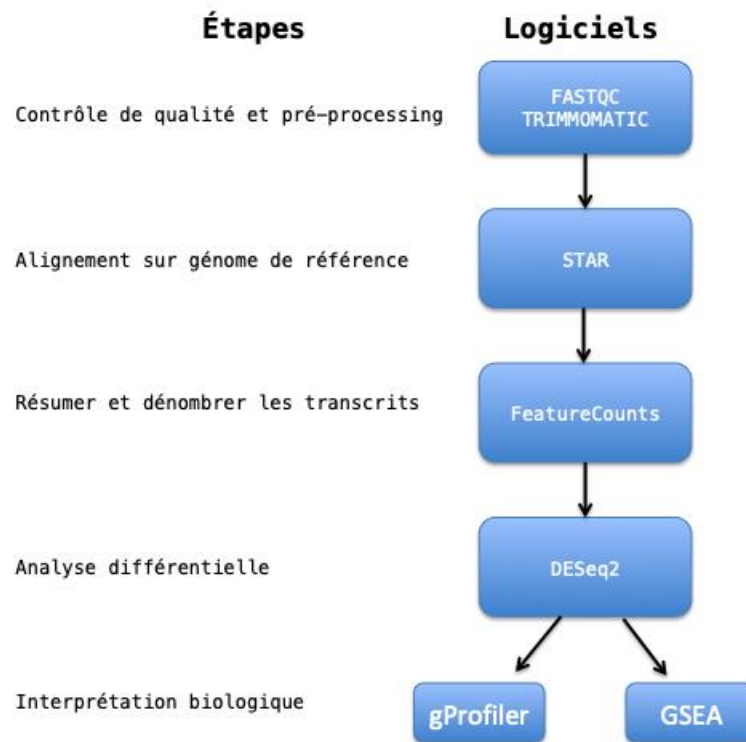 Étapes
Logiciels
Contrôle de qualité et pré-processing
FASTQC
TRIMMOMATIC
Alignement sur génome de référence
STAR
Résumer et dénombrer les transcrits
FeatureCounts
Analyse différentielle
DESeq2
Interprétation biologique
gProfiler
GSEA